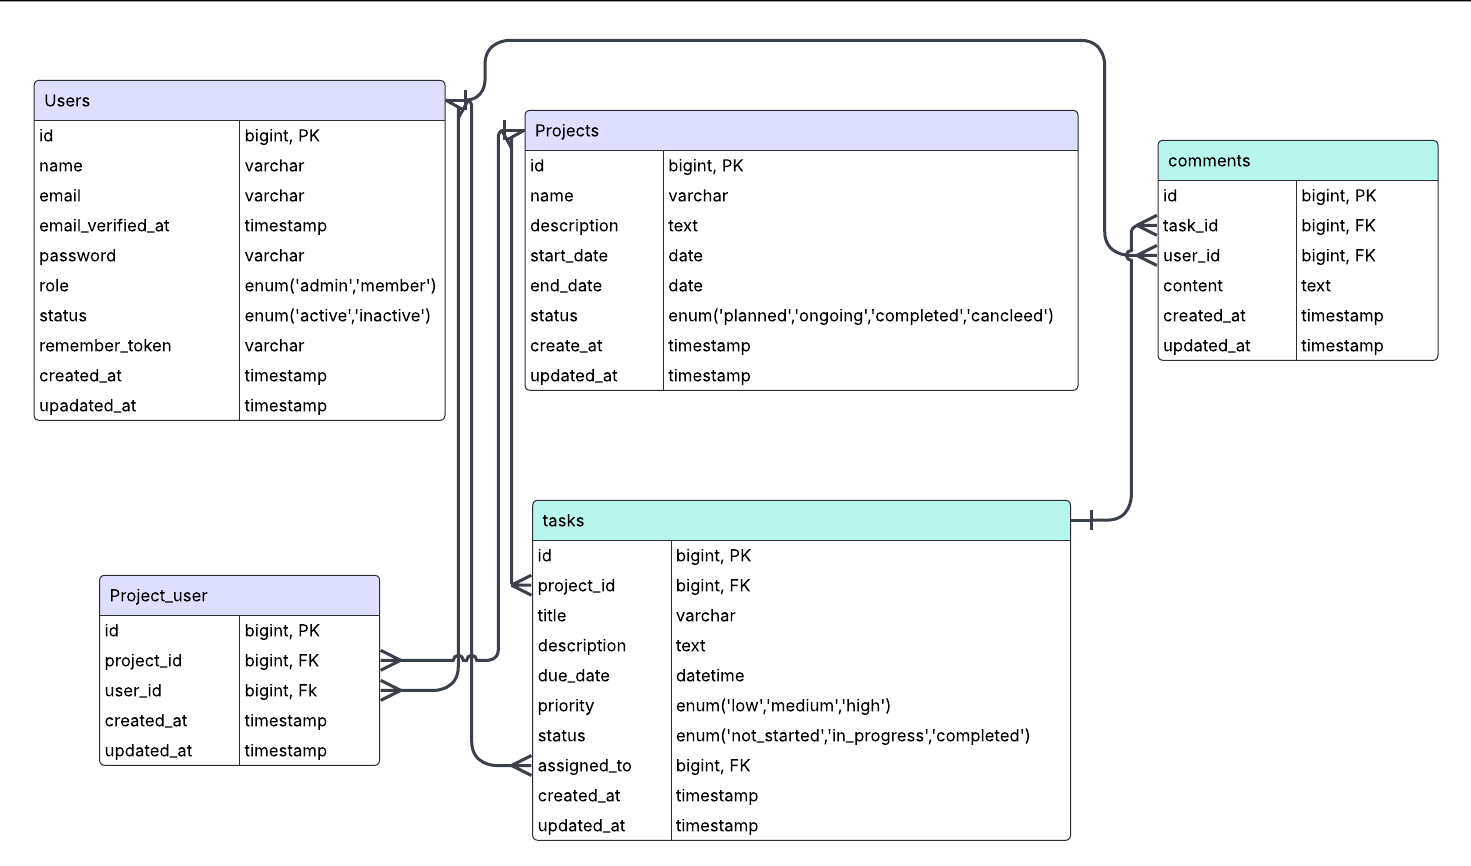 Users
id bigint, PK
name varchar
email varchar
email_verified_at timestamp
password varchar
role enum('admin','member')
status enum('active','inactive')
remember_token varchar
created_at timestamp
upadated_at timestamp
Projects
id bigint, PK
name varchar
description text
start_date date
end_date date
status enum('planned','ongoing','completed','cancleed')
create_at timestamp
updated_at timestamp
comments
id bigint, PK
task_id bigint, FK
user_id bigint, FK
content text
created_at timestamp
updated_at timestamp
Project_user
id bigint, PK
project_id bigint, FK
user_id bigint, Fk
created_at timestamp
updated_at timestamp
tasks
id bigint, PK
project_id bigint, FK
title varchar
description text
due_date datetime
priority enum('low','medium','high')
status enum('not_started','in_progress','completed')
assigned_to bigint, FK
created_at timestamp
updated_at timestamp